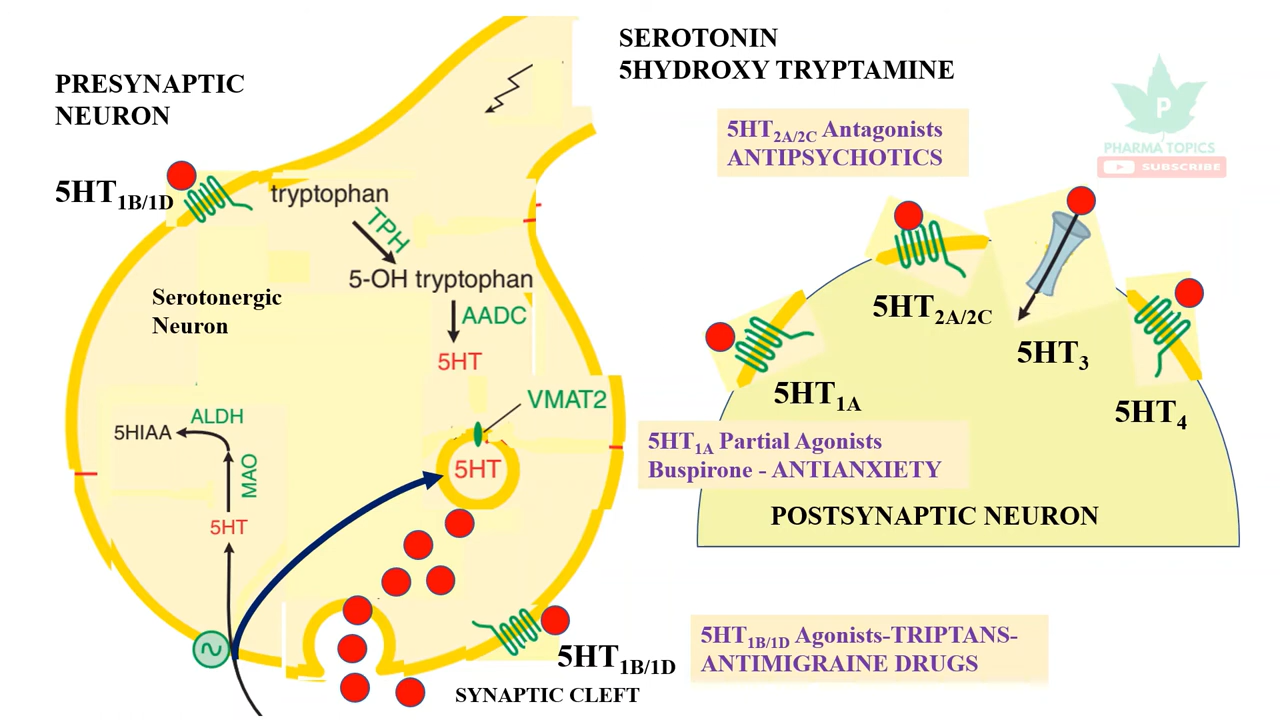 SEROTONIN
5HYDROXY TRYPTAMINE
PRESYNAPTIC
NEURON
P
PHARMA TOPICS
SUBSCRIBE
5HT2A/2C Antagonists
ANTIPSYCHOTICS
5HT1B/1D
tryptophan
TPH
5-OH tryptophan
AADC
5HT
Serotonergic
Neuron
VMAT2
5HT
ALDH
5HIAA
MAO
5HT
5HT2A/2C
5HT3
5HT1A
5HT4
5HT1A Partial Agonists
Buspirone - ANTIANXIETY
POSTSYNAPTIC NEURON
~
5HT1B/1D
SYNAPTIC CLEFT
5HT1B/1D Agonists-TRIPTANS-
ANTIMIGRAINE DRUGS